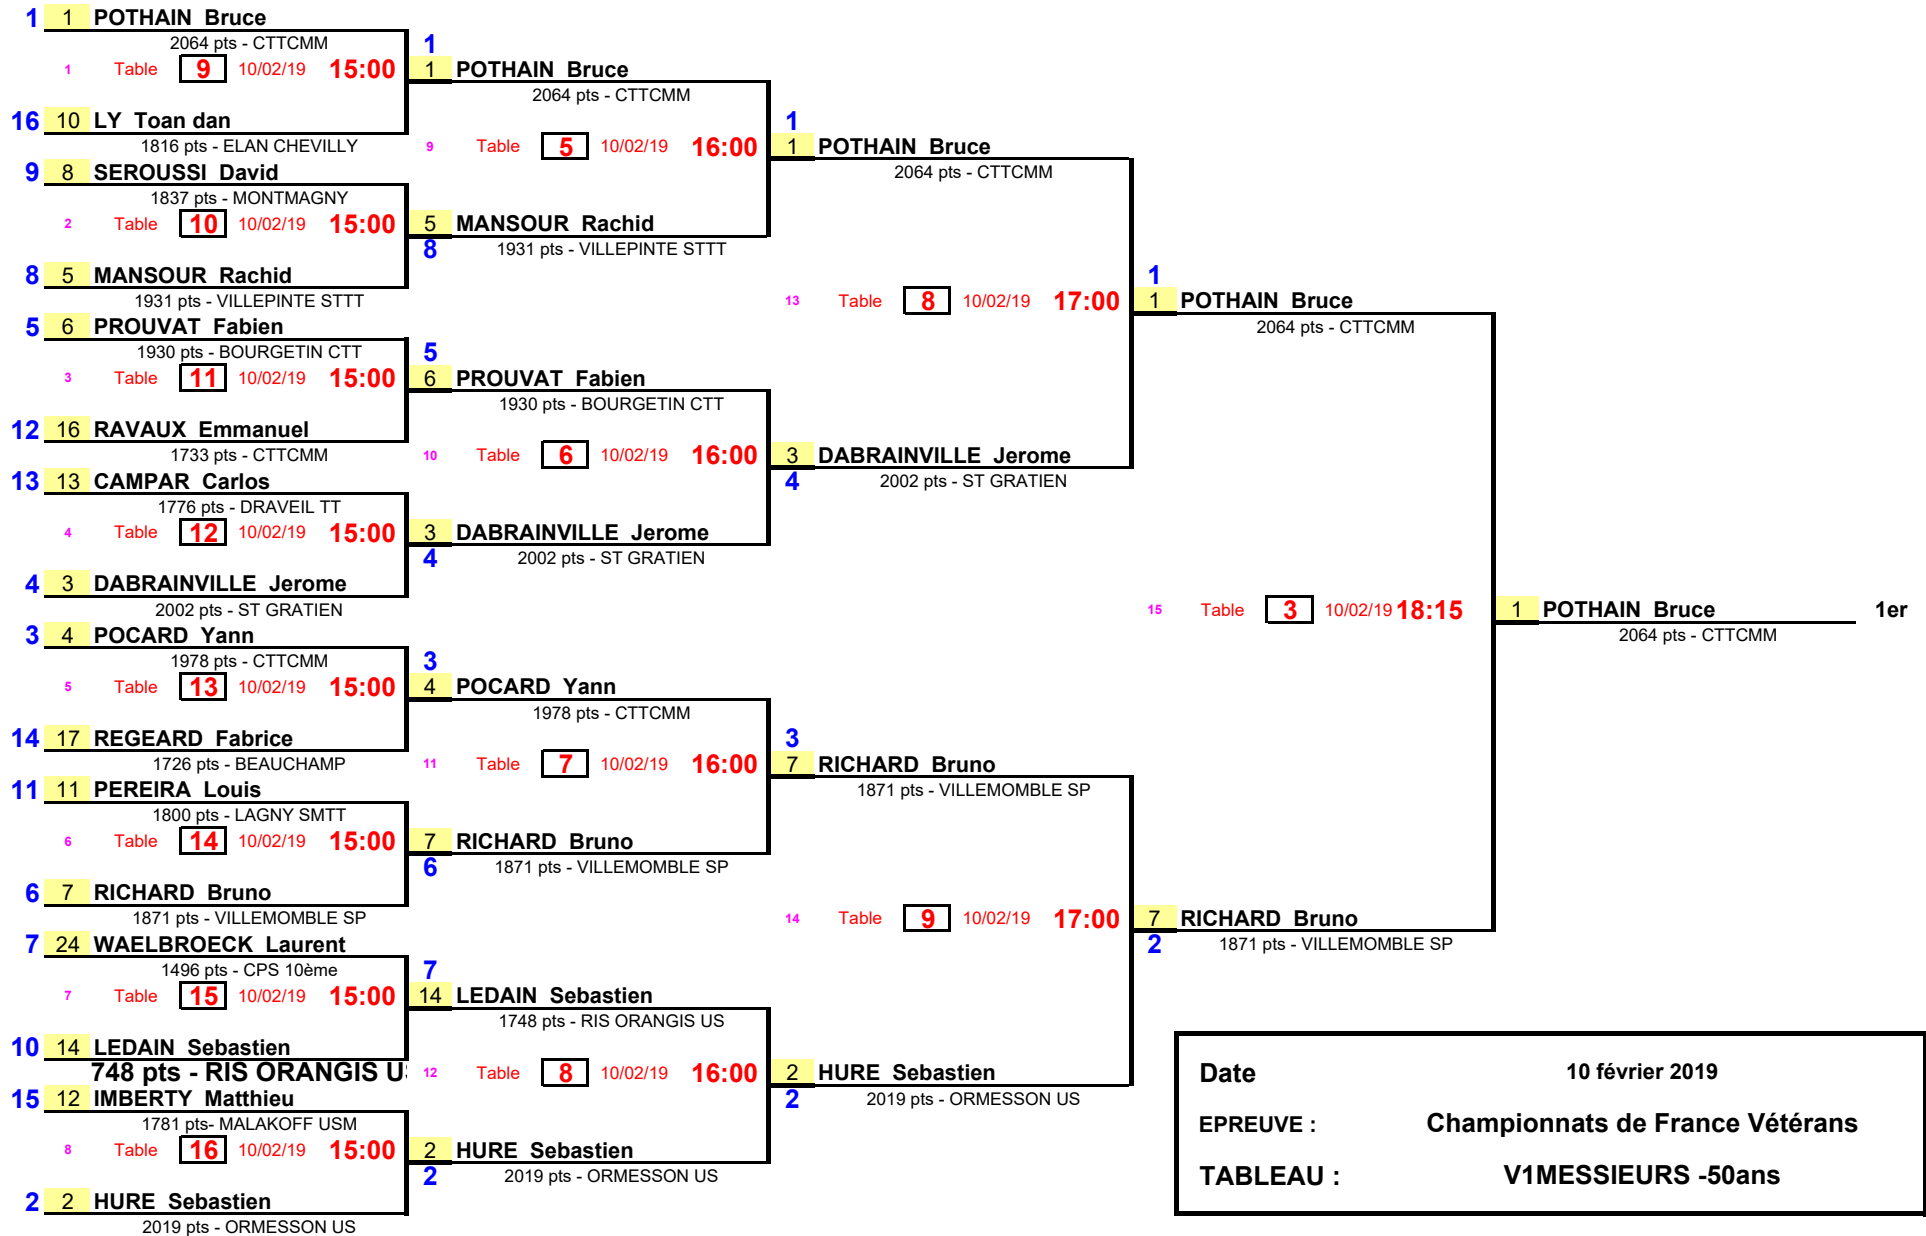 1 1 POTHAIN Bruce
2064 pts - CTTCMM
1 Table 9 10/02/19 15:00
16 10 LY Toan dan
1816 pts - ELAN CHEVILLY
9 8 SEROUSSI David
1837 pts - MONTMAGNY
2 Table 10 10/02/19 15:00
8 5 MANSOUR Rachid
1931 pts - VILLEPINTE STTT
5 6 PROUVAT Fabien
1930 pts - BOURGETIN CTT
3 Table 11 10/02/19 15:00
12 16 RAVAUX Emmanuel
1733 pts - CTTCMM
13 13 CAMPAR Carlos
1776 pts - DRAVEIL TT
4 Table 12 10/02/19 15:00
4 3 DABRAINVILLE Jerome
2002 pts - ST GRATIEN
3 4 POCARD Yann
1978 pts - CTTCMM
5 Table 13 10/02/19 15:00
14 17 REGEARD Fabrice
1726 pts - BEAUCHAMP
11 11 PEREIRA Louis
1800 pts - LAGNY SMTT
6 Table 14 10/02/19 15:00
6 7 RICHARD Bruno
1871 pts - VILLEMOMBLE SP
7 24 WAELBROECK Laurent
1496 pts - CPS 10ème
7 Table 15 10/02/19 15:00
10 14 LEDAIN Sebastien
748 pts - RIS ORANGIS U
15 12 IMBERTY Matthieu
1781 pts- MALAKOFF USM
8 Table 16 10/02/19 15:00
2 2 HURE Sebastien
2019 pts - ORMESSON US
1
1 POTHAIN Bruce
2064 pts - CTTCMM
9 Table 5 10/02/19 16:00
5 MANSOUR Rachid
8
1931 pts - VILLEPINTE STTT
5
6 PROUVAT Fabien
1930 pts - BOURGETIN CTT
10 Table 6 10/02/19 16:00
3 DABRAINVILLE Jerome
4
2002 pts - ST GRATIEN
3
4 POCARD Yann
1978 pts - CTTCMM
11 Table 7 10/02/19 16:00
7 RICHARD Bruno
6
1871 pts - VILLEMOMBLE SP
7
14 LEDAIN Sebastien
1748 pts - RIS ORANGIS US
12 Table 8 10/02/19 16:00
2 HURE Sebastien
2
2019 pts - ORMESSON US
1
1 POTHAIN Bruce
2064 pts - CTTCMM
13 Table 8 10/02/19 17:00
3 DABRAINVILLE Jerome
4
2002 pts - ST GRATIEN
3
7 RICHARD Bruno
1871 pts - VILLEMOMBLE SP
14 Table 9 10/02/19 17:00
2 HURE Sebastien
2
2019 pts - ORMESSON US
1
1 POTHAIN Bruce
2064 pts - CTTCMM
15 Table 3 10/02/19 18:15
7 RICHARD Bruno
2
1871 pts - VILLEMOMBLE SP
1 POTHAIN Bruce 1er
2064 pts - CTTCMM
Date 10 février 2019
EPREUVE : Championnats de France Vétérans
TABLEAU : V1MESSIEURS -50ans